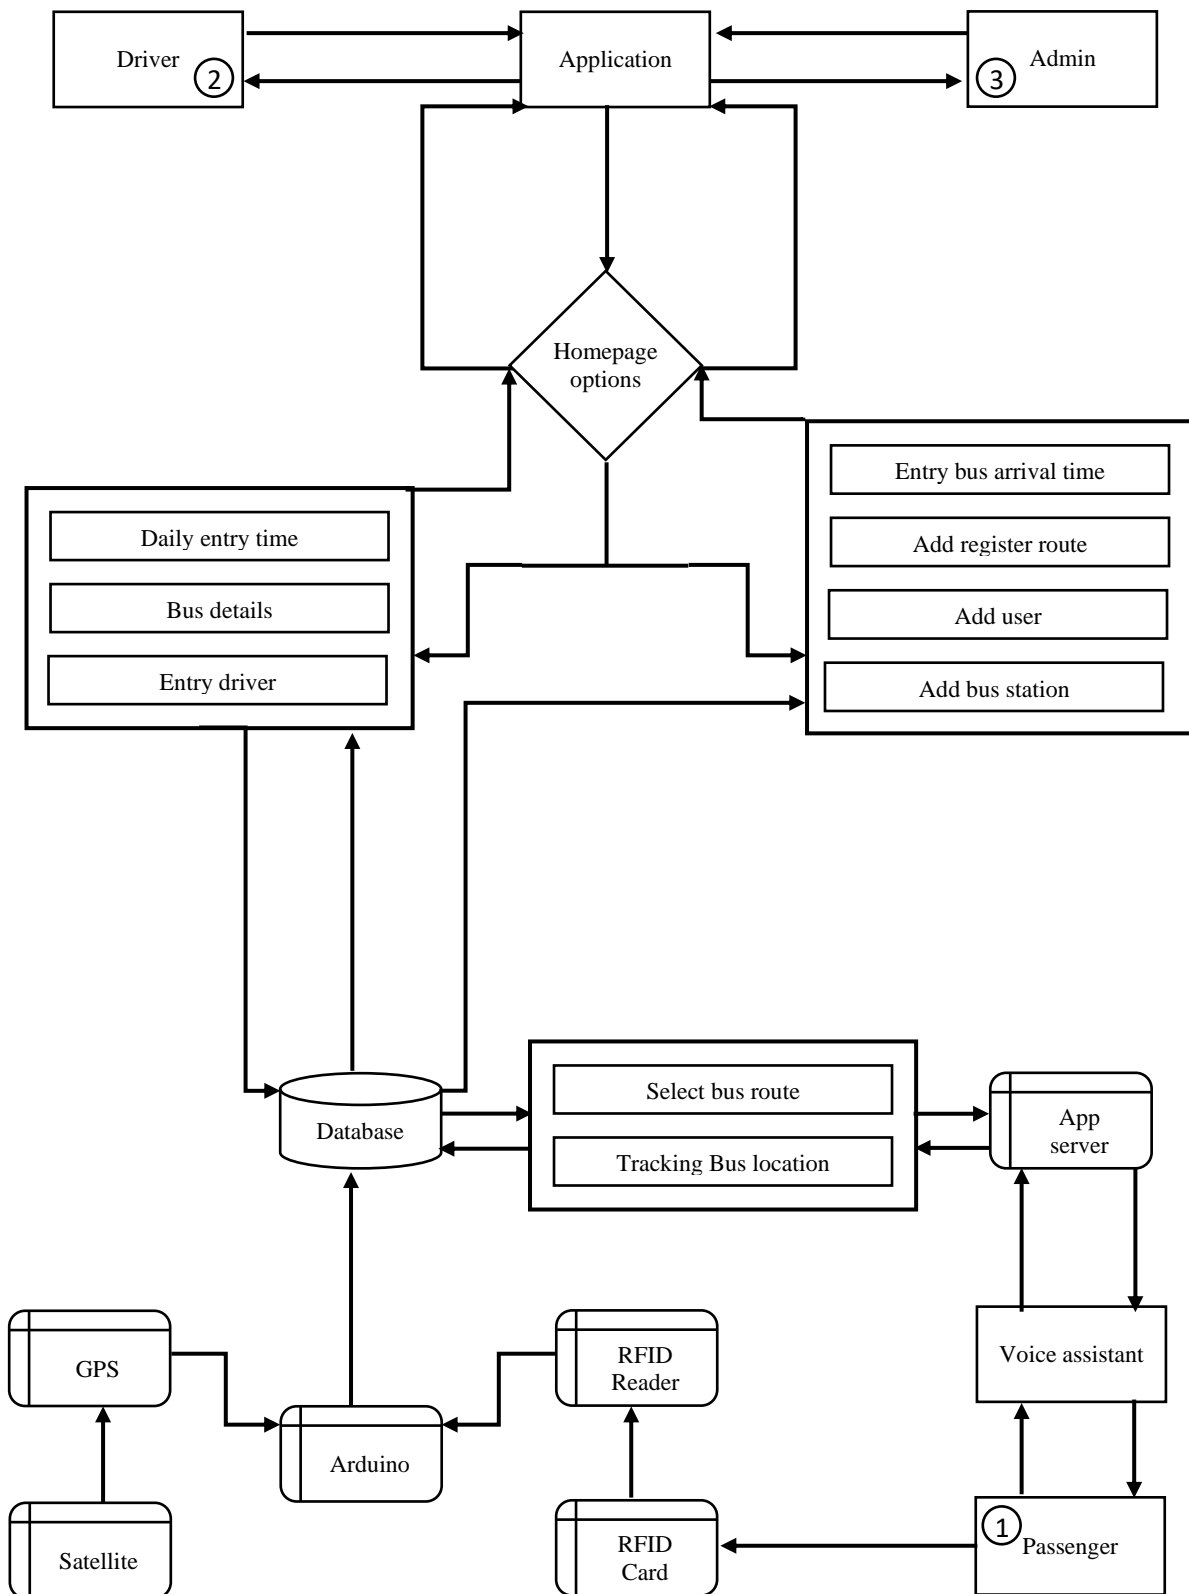 Driver
2
Application
Admin
3
Homepage
options
Entry bus arrival time
Add register route
Add user
Add bus station
Daily entry time
Bus details
Entry driver
Database
Select bus route
Tracking Bus location
App
server
GPS
RFID
Reader
Voice assistant
Arduino
Satellite
RFID
Card
1
Passenger